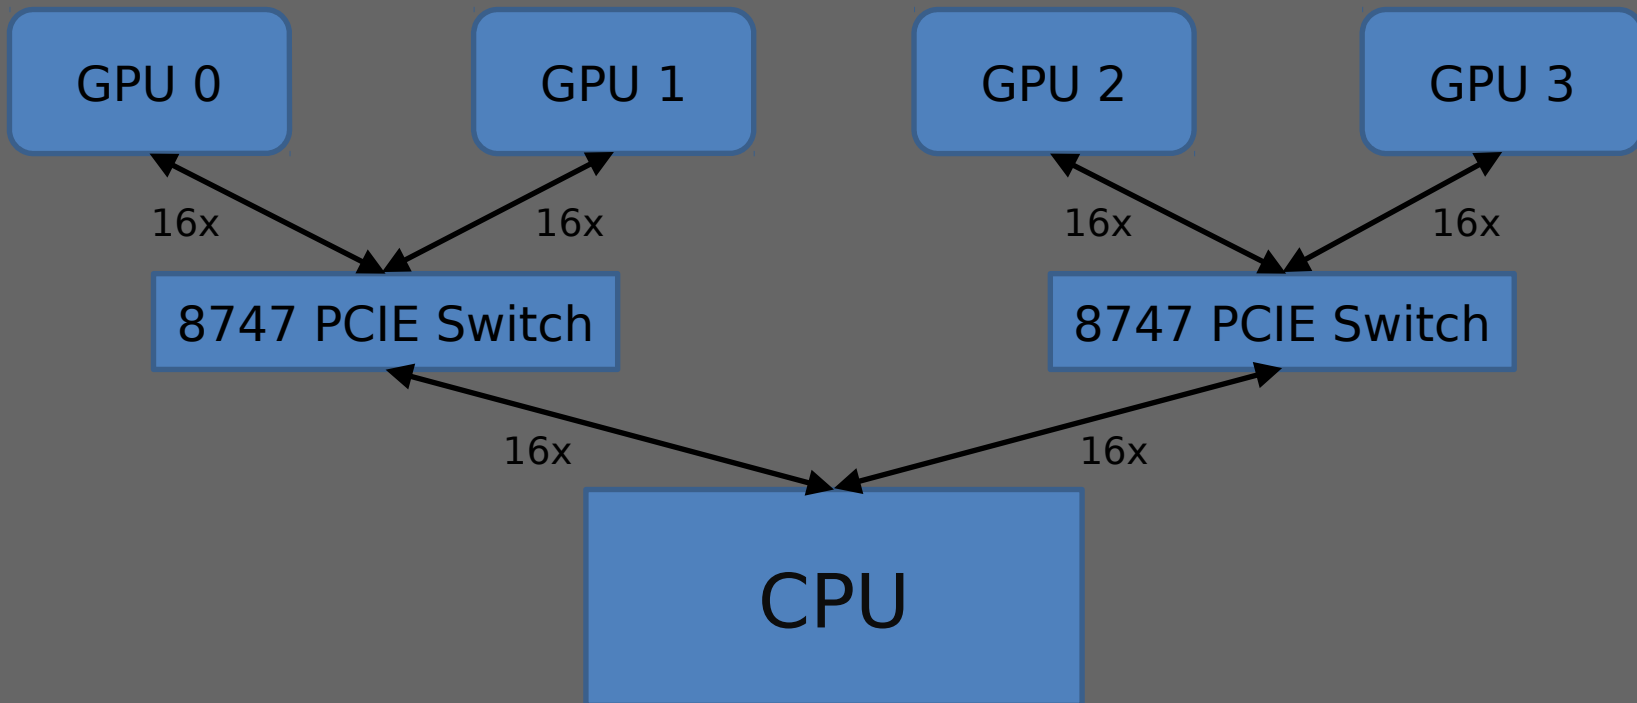 GPU 0
GPU 1
GPU 2
GPU 3
16x
16x
16x
16x
8747 PCIE Switch
8747 PCIE Switch
16x
16x
CPU